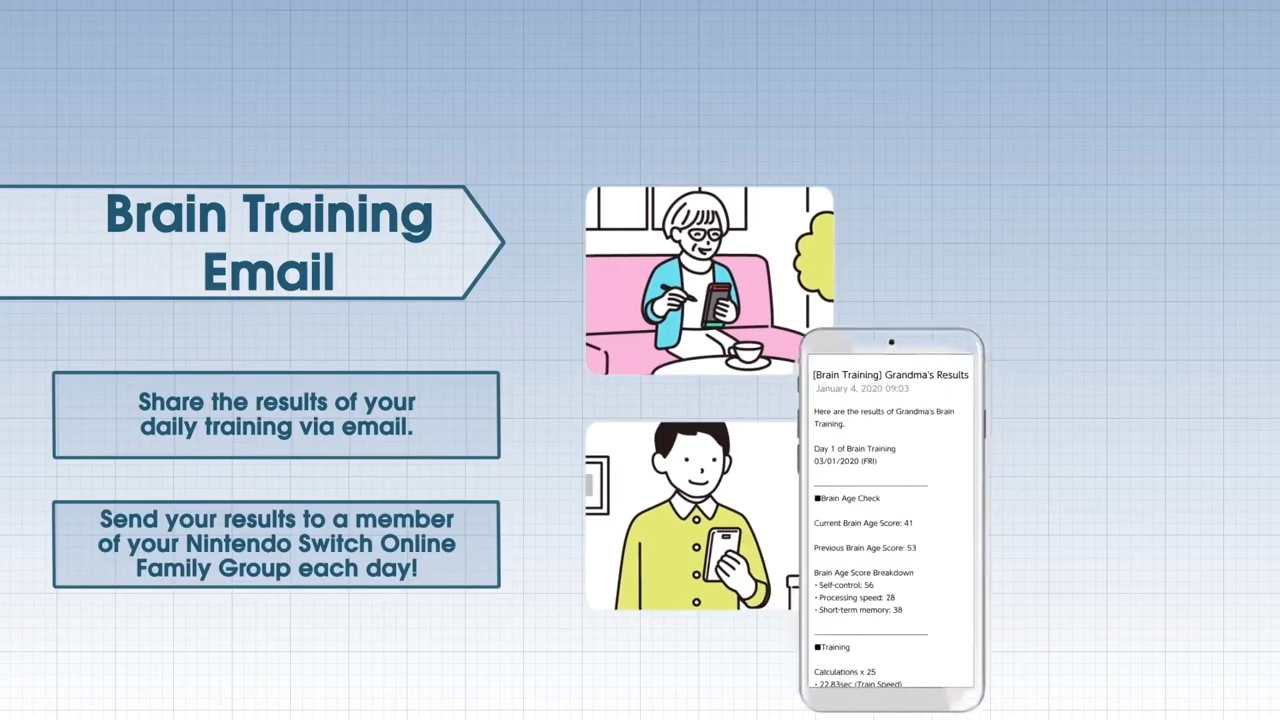 Brain Training
Email
Share the results of your
daily training via email.
Send your results to a member
of your Nintendo Switch Online
Family Group each day!
[Brain Training] Grandma's Results
January 4, 2020 09:03
Here are the results of Grandma's Brain
Training.
Day 1 of Brain Training
03/01/2020 (FRI)
■Brain Age Check
Current Brain Age Score: 41
Previous Brain Age Score: 53
Brain Age Score Breakdown
・Self-control: 56
・Processing speed: 28
・Short-term memory: 38
■Training
Calculations x 25
・22.83sec (Train Speed)